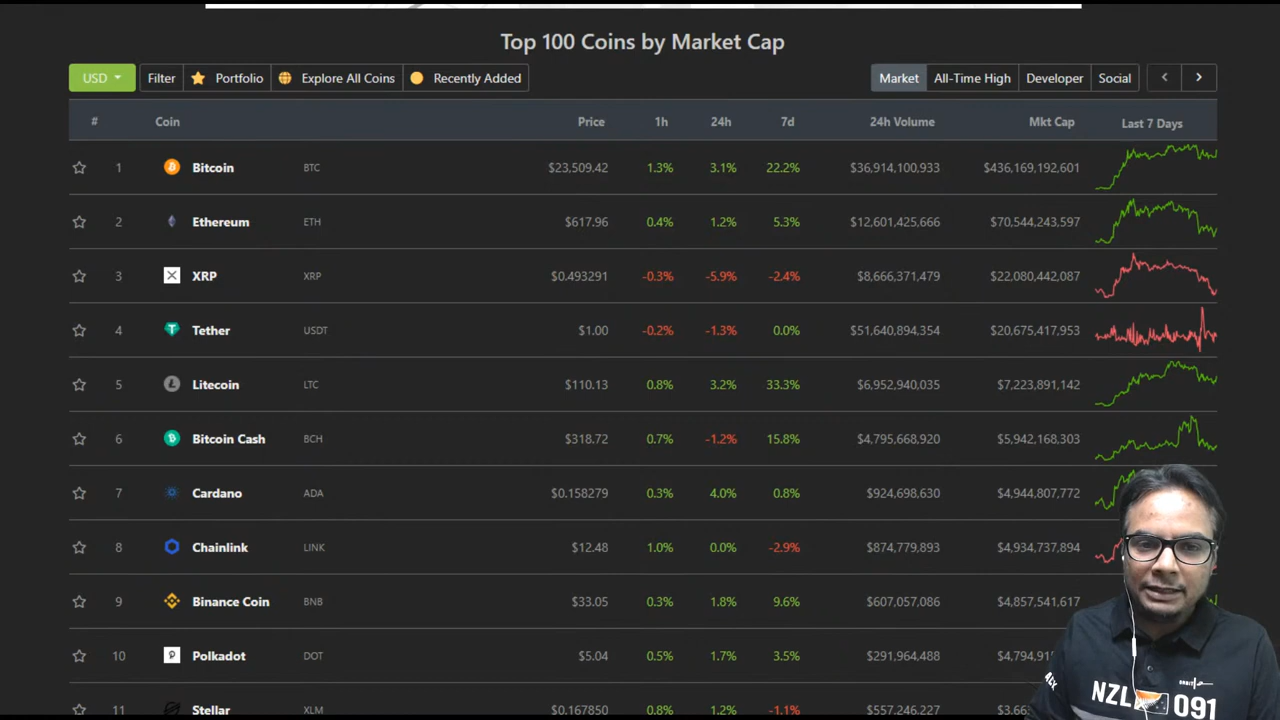 Top 100 Coins by Market Cap
USD Filter Portfolio Explore All Coins Recently Added Market All-Time High Developer Social
# Coin Price 1h 24h 7d 24h Volume Mkt Cap Last 7 Days
1 Bitcoin BTC $23,509.42 1.3% 3.1% 22.2% $36,914,100,933 $436,169,192,601
2 Ethereum ETH $617.96 0.4% 1.2% 5.3% $12,601,425,666 $70,544,243,597
3 XRP XRP $0.493291 -0.3% -5.9% -2.4% $8,666,371,479 $22,080,442,087
4 Tether USDT $1.00 -0.2% -1.3% 0.0% $51,640,894,354 $20,675,417,953
5 Litecoin LTC $110.13 0.8% 3.2% 33.3% $6,952,940,035 $7,223,891,142
6 Bitcoin Cash BCH $318.72 0.7% -1.2% 15.8% $4,795,668,920 $5,942,168,303
7 Cardano ADA $0.158279 0.3% 4.0% 0.8% $924,698,630 $4,944,807,772
8 Chainlink LINK $12.48 1.0% 0.0% -2.9% $874,779,893 $4,934,737,894
9 Binance Coin BNB $33.05 0.3% 1.8% 9.6% $607,057,086 $4,857,541,617
10 Polkadot DOT $5.04 0.5% 1.7% 3.5% $291,964,488
11 Stellar XLM $0.167850 0.8% 1.2% -1.1% $557,246,227
NZL 091